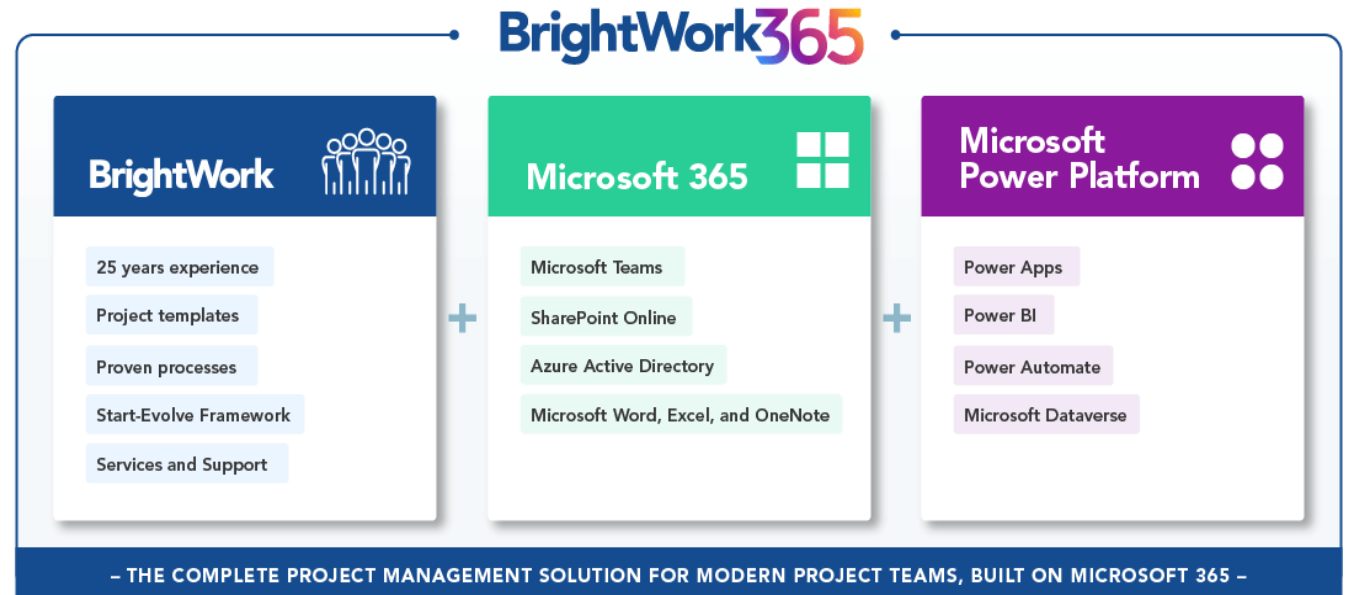 BrightWork365
BrightWork
25 years experience
Project templates
Proven processes
Start-Evolve Framework
Services and Support
+
Microsoft 365
Microsoft Teams
SharePoint Online
Azure Active Directory
Microsoft Word, Excel, and OneNote
+
Microsoft
Power Platform
Power Apps
Power BI
Power Automate
Microsoft Dataverse
– THE COMPLETE PROJECT MANAGEMENT SOLUTION FOR MODERN PROJECT TEAMS, BUILT ON MICROSOFT 365 –